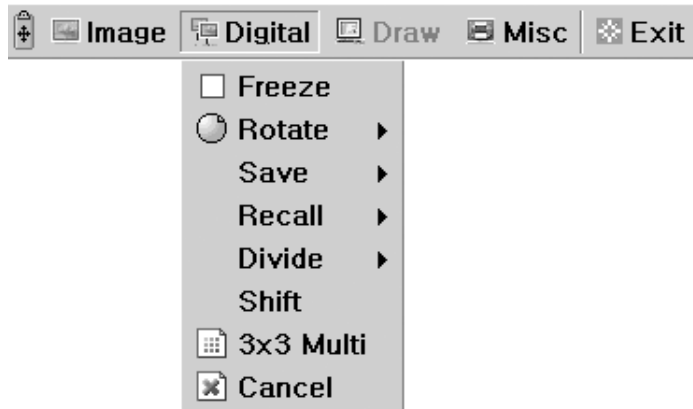 Image Digital Draw Misc Exit
Freeze
Rotate
Save
Recall
Divide
Shift
3x3 Multi
Cancel